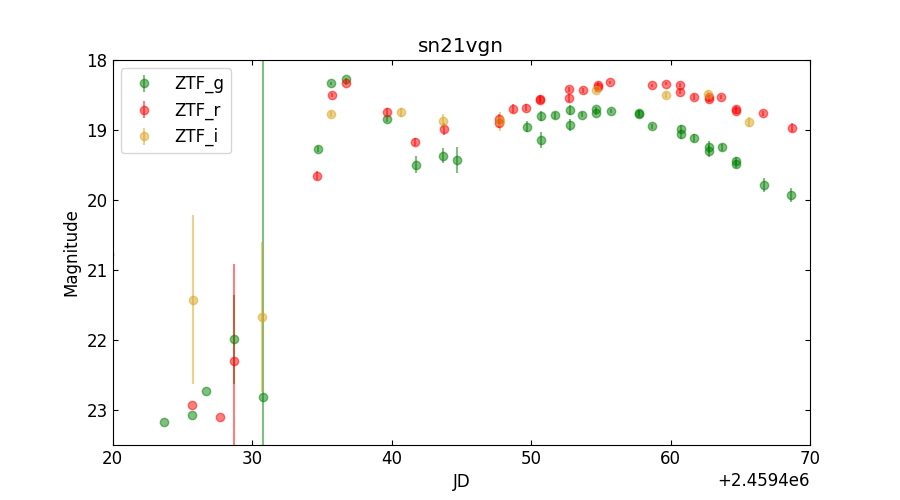 sn21vgn
18
19
20
21
22
23
Magnitude
ZTF_g
ZTF_r
ZTF_i
20 30 40 50 60 70
JD
+2.4594e6